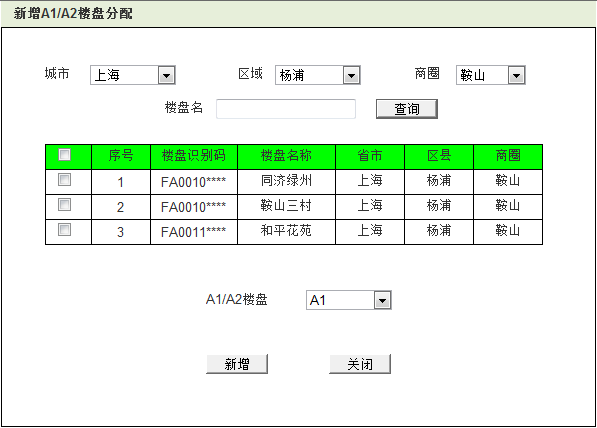 新增A1/A2楼盘分配
城市 上海 区域 杨浦 商圈 鞍山
楼盘名 查询
序号 楼盘识别码 楼盘名称 省市 区县 商圈
1 FA0010**** 同济绿州 上海 杨浦 鞍山
2 FA0010**** 鞍山三村 上海 杨浦 鞍山
3 FA0011**** 和平花苑 上海 杨浦 鞍山
A1/A2楼盘 A1
新增 关闭